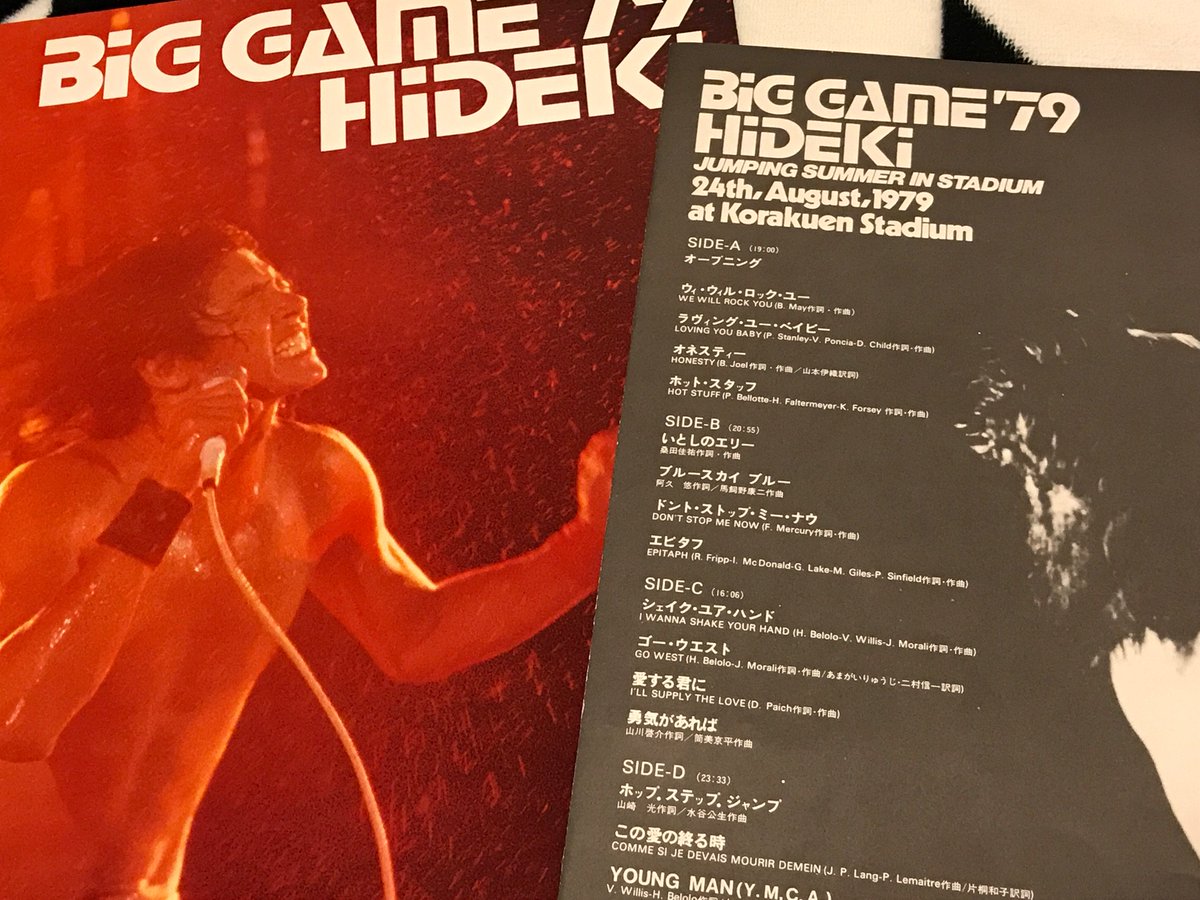 BiG GAME '79
HiDEKi
BiG GAME '79
HiDEKi
JUMPING SUMMER IN STADIUM
24th, August, 1979
at Korakuen Stadium
SIDE-A (19:00)
オープニング
ウィ・ウィル・ロック・ユー
WE WILL ROCK YOU (B. May作詞・作曲)
ラヴィング・ユー・ベイビー
LOVING YOU BABY (P. Stanley-V. Poncia-D. Child作詞・作曲)
オネスティー
HONESTY (B. Joel作詞・作曲/山本伊織訳詞)
ホット・スタッフ
HOT STUFF (P. Bellotte-H. Faltermeyer-K. Forsey 作詞・作曲)
SIDE-B (20:55)
いとしのエリー
桑田佳祐作詞・作曲
ブルースカイ ブルー
阿久 悠作詞/馬飼野康二作曲
ドント・ストップ・ミー・ナウ
DON'T STOP ME NOW (F. Mercury作詞・作曲)
エピタフ
EPITAPH (R. Fripp-I. McDonald-G. Lake-M. Giles-P. Sinfield作詞・作曲)
SIDE-C (16:06)
シェイク・ユア・ハンド
I WANNA SHAKE YOUR HAND (H. Belolo-V. Willis-J. Morali作詞・作曲)
ゴー・ウエスト
GO WEST (H. Belolo-J. Morali作詞・作曲/あまがいりゅうじ・二村信一訳詞)
愛する君に
I'LL SUPPLY THE LOVE (D. Paich作詞・作曲)
勇気があれば
山川啓介作詞/筒美京平作曲
SIDE-D (23:33)
ホップ。ステップ。ジャンプ
山崎 光作詞/水谷公生作曲
この愛の終る時
COMME SI JE DEVAIS MOURIR DEMEIN (J. P. Lang-P. Lemaitre作曲/片桐和子訳詞)
YOUNG MAN (Y. M. C. A.)
V. Willis-H. Belolo